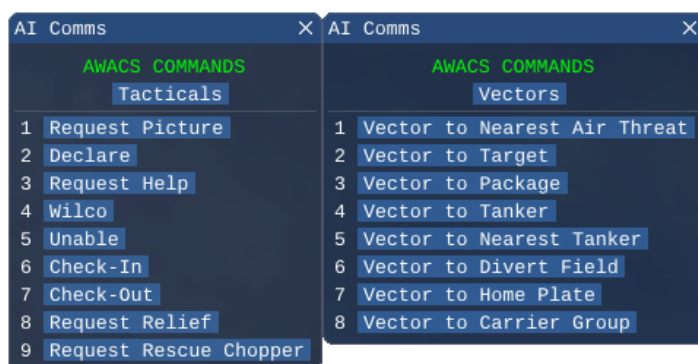 AI Comms
AWACS COMMANDS
Tacticals
1 Request Picture
2 Declare
3 Request Help
4 Wilco
5 Unable
6 Check-In
7 Check-Out
8 Request Relief
9 Request Rescue Chopper
AI Comms
AWACS COMMANDS
Vectors
1 Vector to Nearest Air Threat
2 Vector to Target
3 Vector to Package
4 Vector to Tanker
5 Vector to Nearest Tanker
6 Vector to Divert Field
7 Vector to Home Plate
8 Vector to Carrier Group